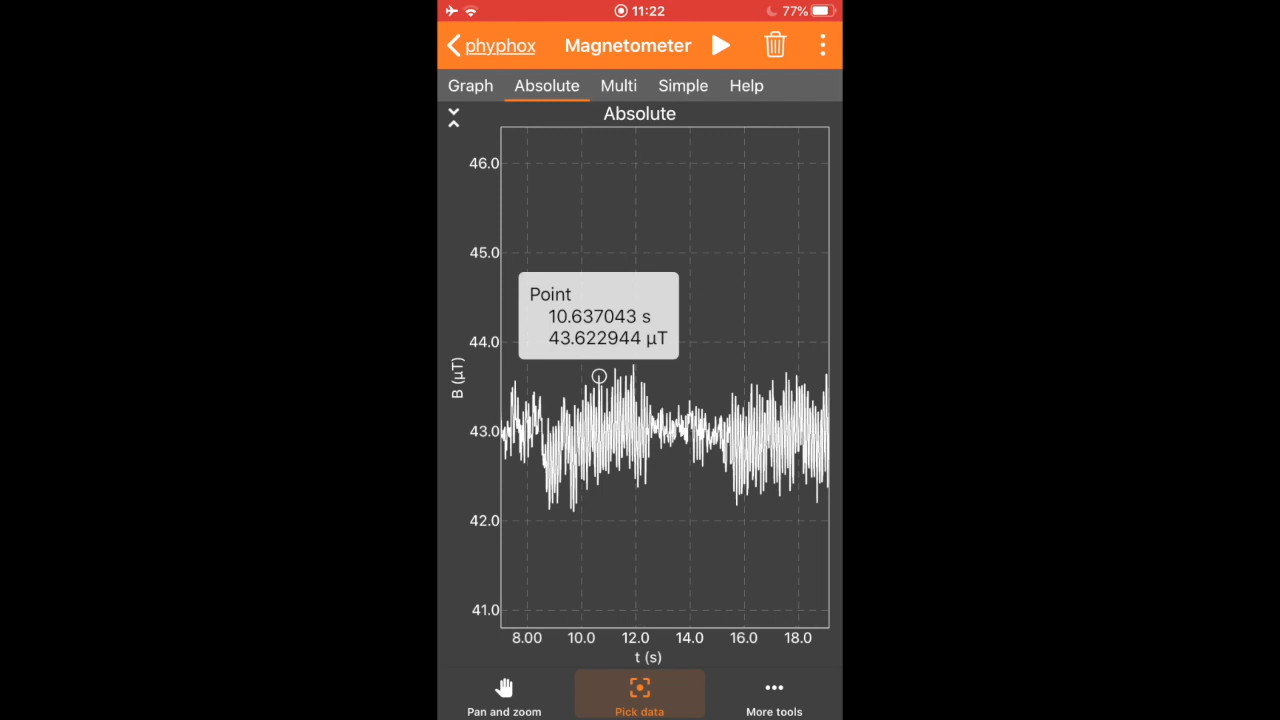 11:22
77%
phyphox Magnetometer
Graph Absolute Multi Simple Help
Absolute
46.0
45.0
Point
10.637043 s
43.622944 µT
44.0
B (µT)
43.0
42.0
41.0
8.00 10.0 12.0 14.0 16.0 18.0
t (s)
Pan and zoom Pick data More tools